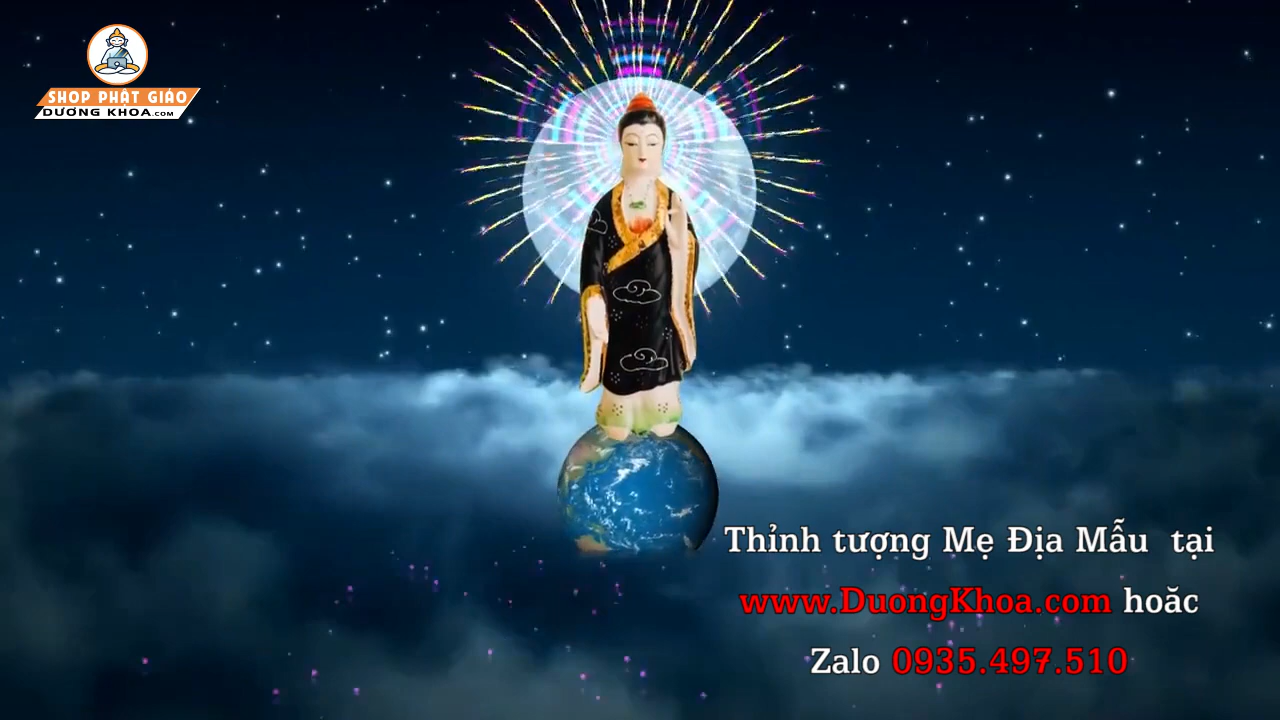 SHOP PHẬT GIÁO
DƯƠNG KHOA.com
Thỉnh tượng Mẹ Địa Mẫu tại
www.DuongKhoa.com hoăc
Zalo 0935.497.510